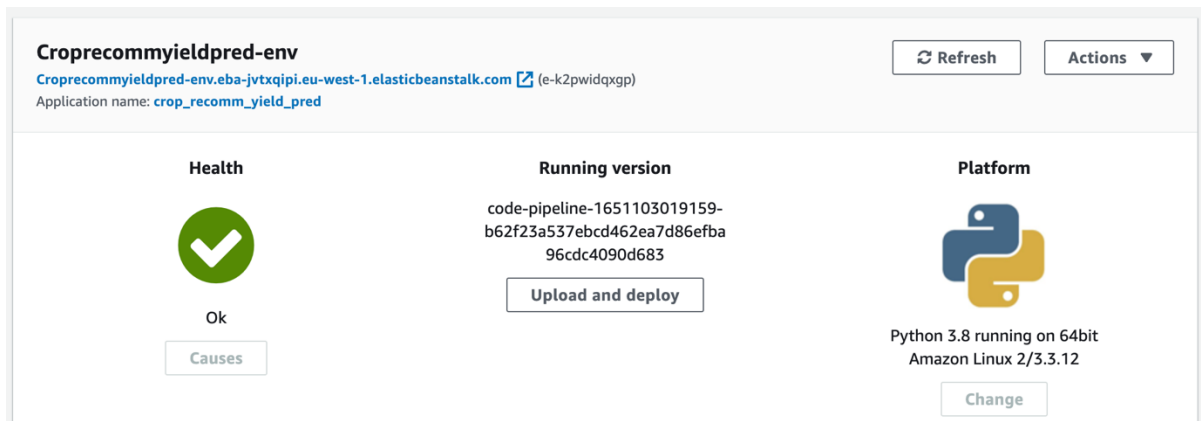 Croprecommyieldpred-env
Refresh
Actions
Croprecommyieldpred-env.eba-jvtxqipi.eu-west-1.elasticbeanstalk.com (e-k2pwidqxgp)
Application name: crop_recomm_yield_pred
Health
Running version
Platform
code-pipeline-1651103019159-
b62f23a537ebcd462ea7d86efba
96cdc4090d683
Upload and deploy
Ok
Causes
Python 3.8 running on 64bit
Amazon Linux 2/3.3.12
Change